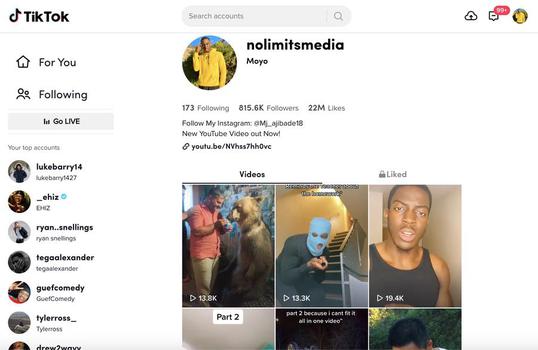 TikTok
Search accounts
99+
For You
Following
Go LIVE
Your top accounts
lukebarry14
lukebarry1427
_ehiz
EHIZ
ryan..snellings
ryan snellings
tegaalexander
tegaalexander
guefcomedy
GuefComedy
tylerross_
Tylerross
drew2wavy
nolimitsmedia
Moyo
173 Following 815.6K Followers 22M Likes
Follow My Instagram: @Mj_ajibade18
New YouTube Video out Now!
youtu.be/NVhss7hh0vc
Videos
Liked
13.8K
13.3K
19.4K
Part 2
part 2 because i cant fit it
all in one video"